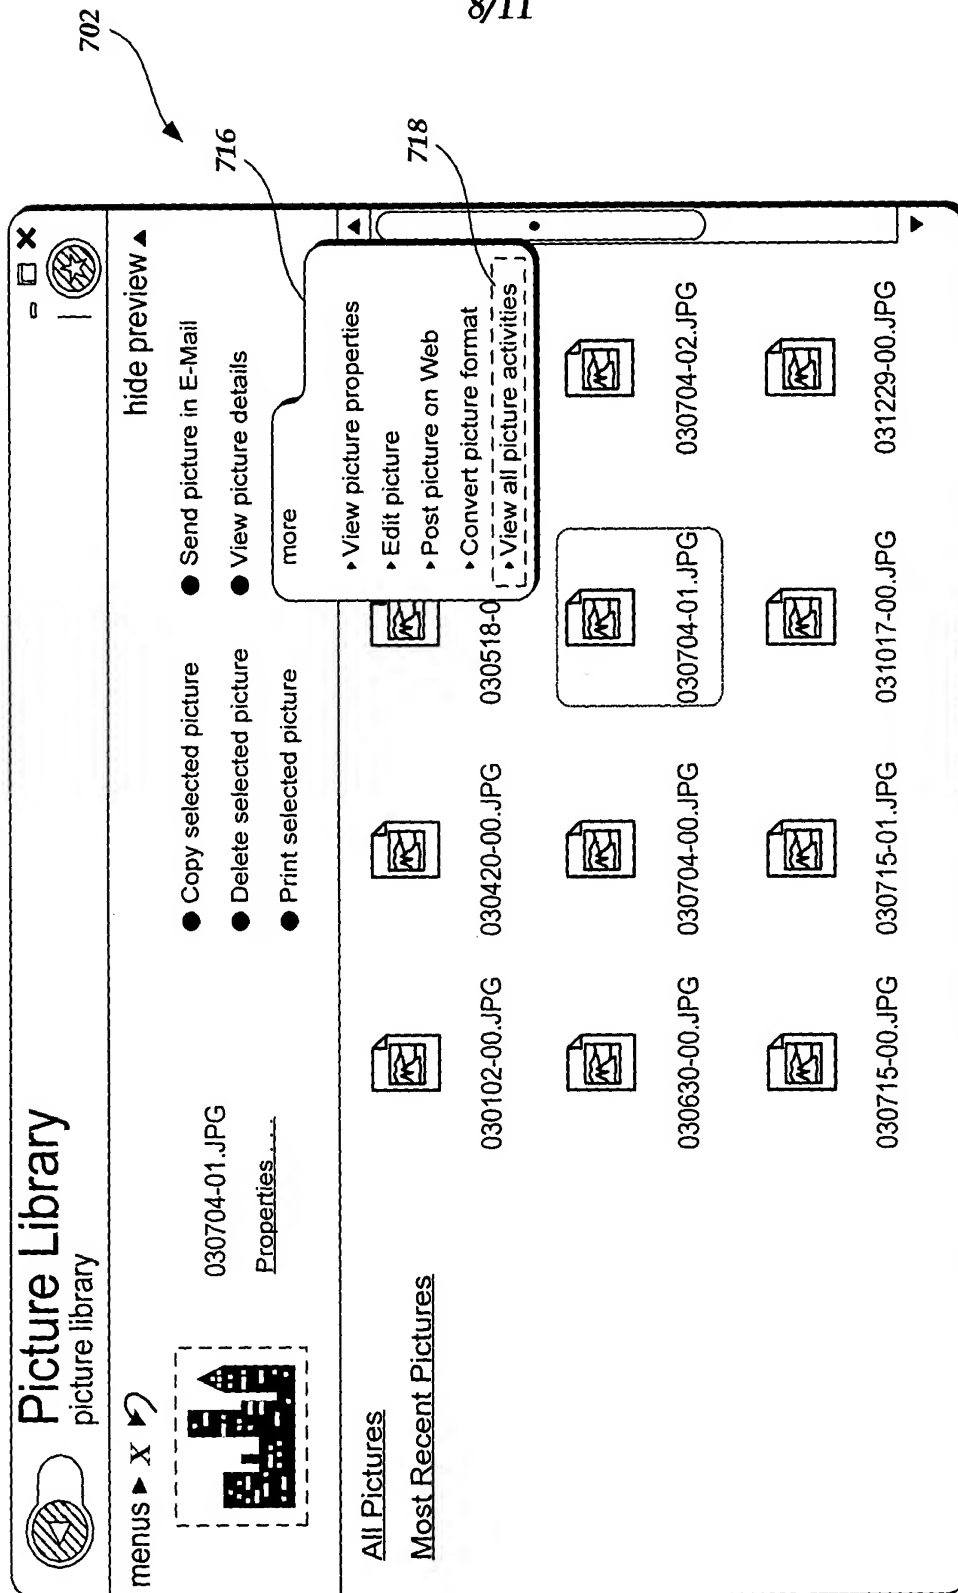 8/11
702
716
718
Picture Library
picture library
menus ► X
hide preview ▲
030704-01.JPG
Properties ....
● Copy selected picture
● Delete selected picture
● Print selected picture
● Send picture in E-Mail
● View picture details
more
▸ View picture properties
▸ Edit picture
▸ Post picture on Web
▸ Convert picture format
▸ View all picture activities
All Pictures
Most Recent Pictures
030102-00.JPG
030420-00.JPG
030518-0
030630-00.JPG
030704-00.JPG
030704-01.JPG
030704-02.JPG
030715-00.JPG
030715-01.JPG
031017-00.JPG
031229-00.JPG